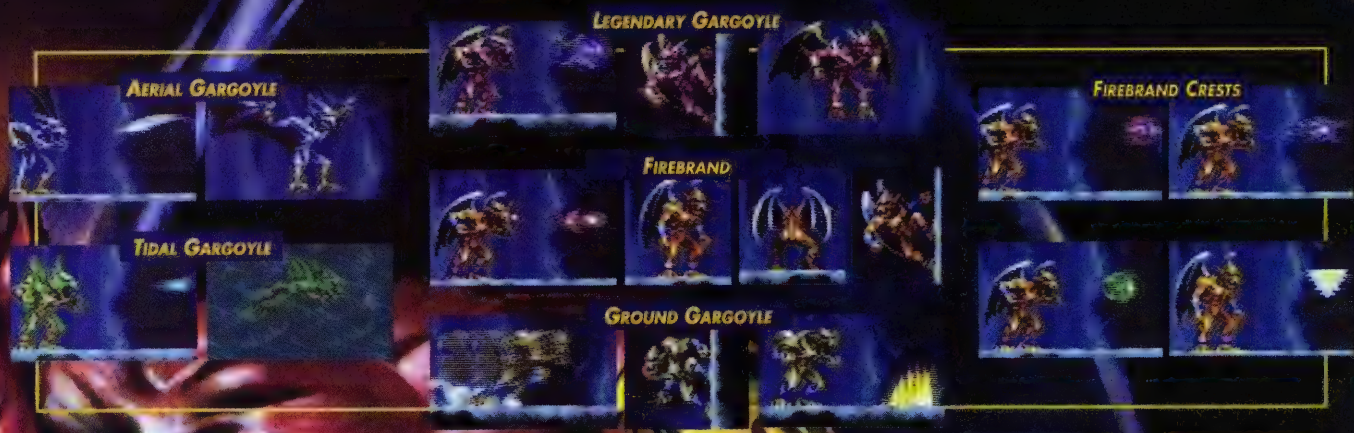 LEGENDARY GARGOYLE
AERIAL GARGOYLE
FIREBRAND CRESTS
FIREBRAND
TIDAL GARGOYLE
GROUND GARGOYLE